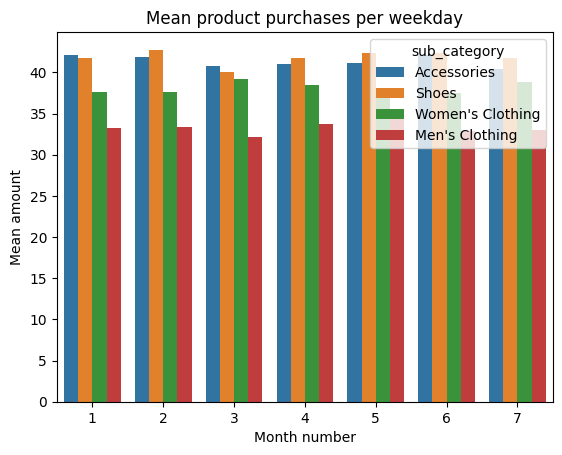 Mean product purchases per weekday
sub_category
Accessories
Shoes
Women's Clothing
Men's clothing
Mean amount
40
35
30
25
20
15
10
5
0
1 2 3 4 5 6 7
Month number